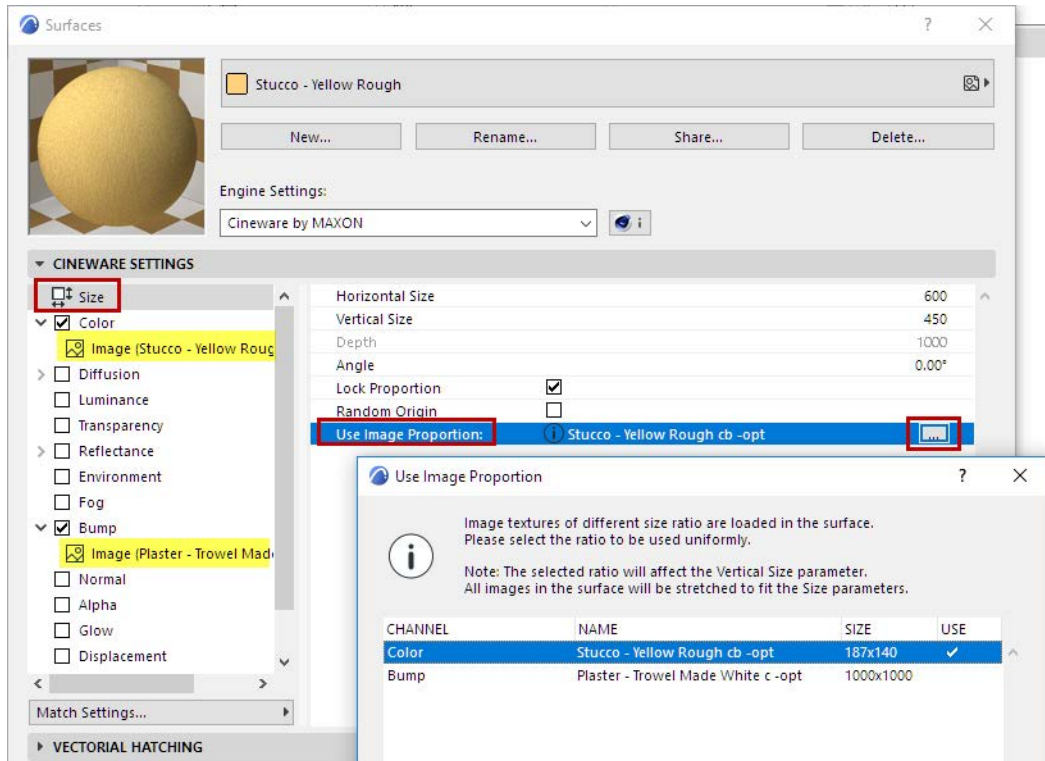 Surfaces
?
Stucco - Yellow Rough
New...
Rename...
Share...
Delete...
Engine Settings:
Cineware by MAXON
i
CINEWARE SETTINGS
Size
Color
Image (Stucco - Yellow Roug
Diffusion
Luminance
Transparency
Reflectance
Environment
Fog
Bump
Image (Plaster - Trowel Mad
Normal
Alpha
Glow
Displacement
Match Settings...
VECTORIAL HATCHING
Horizontal Size 600
Vertical Size 450
Depth 1000
Angle 0.00°
Lock Proportion
Random Origin
Use Image Proportion: i Stucco - Yellow Rough cb -opt ...
Use Image Proportion ?
i
Image textures of different size ratio are loaded in the surface.
Please select the ratio to be used uniformly.
Note: The selected ratio will affect the Vertical Size parameter.
All images in the surface will be stretched to fit the Size parameters.
CHANNEL NAME SIZE USE
Color Stucco - Yellow Rough cb -opt 187x140
Bump Plaster - Trowel Made White c -opt 1000x1000